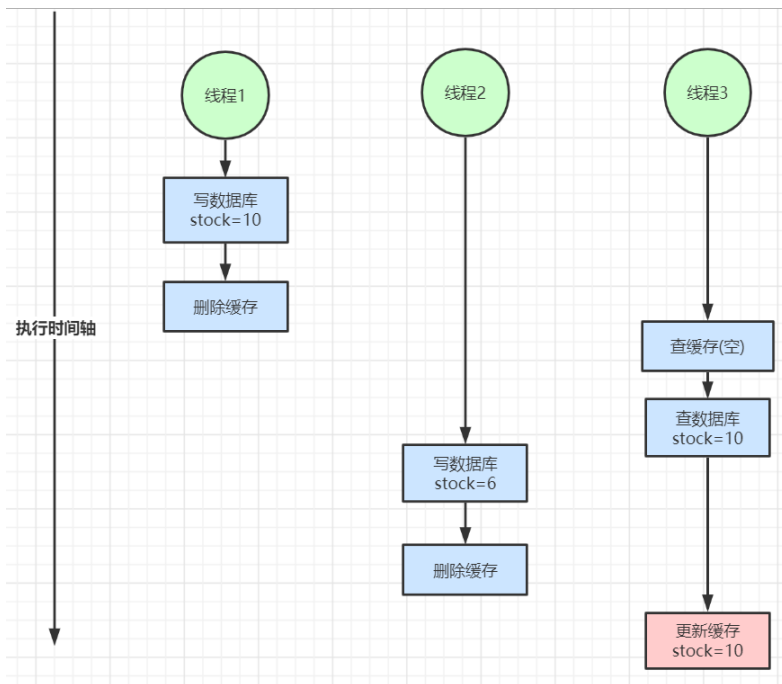 线程1
线程2
线程3
写数据库
stock=10
删除缓存
执行时间轴
查缓存(空)
查数据库
stock=10
写数据库
stock=6
删除缓存
更新缓存
stock=10